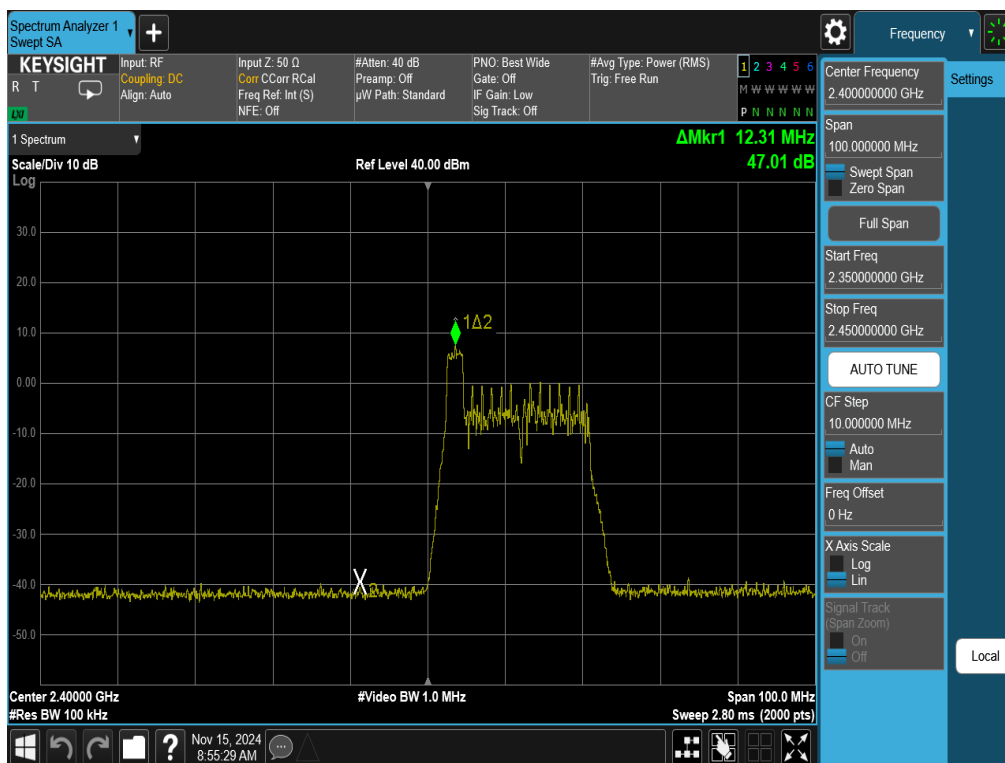 Spectrum Analyzer 1
Swept SA
+
Frequency
KEYSIGHT
R T
LXI
Input: RF
Coupling: DC
Align: Auto
Input Z: 50 Ω
Corr CCorr RCal
Freq Ref: Int (S)
NFE: Off
#Atten: 40 dB
Preamp: Off
µW Path: Standard
PNO: Best Wide
Gate: Off
IF Gain: Low
Sig Track: Off
#Avg Type: Power (RMS)
Trig: Free Run
1 2 3 4 5 6
M W W W W W
P N N N N N
1 Spectrum
Scale/Div 10 dB
Log
Ref Level 40.00 dBm
ΔMkr1 12.31 MHz
47.01 dB
30.0
20.0
10.0
0.00
-10.0
-20.0
-30.0
-40.0
-50.0
1Δ2
X2
Center 2.40000 GHz
#Res BW 100 kHz
#Video BW 1.0 MHz
Span 100.0 MHz
Sweep 2.80 ms (2000 pts)
Center Frequency
2.400000000 GHz
Settings
Span
100.000000 MHz
Swept Span
Zero Span
Full Span
Start Freq
2.350000000 GHz
Stop Freq
2.450000000 GHz
AUTO TUNE
CF Step
10.000000 MHz
Auto
Man
Freq Offset
0 Hz
X Axis Scale
Log
Lin
Signal Track
(Span Zoom)
On
Off
Local
?
Nov 15, 2024
8:55:29 AM